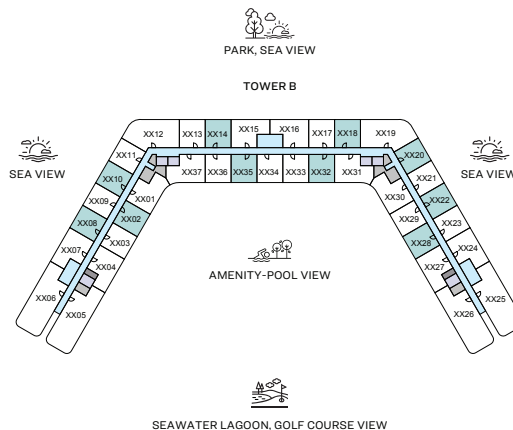 PARK, SEA VIEW
TOWER B
XX12
XX13
XX14
XX15
XX16
XX17
XX18
XX19
XX11
XX37
XX36
XX35
XX34
XX33
XX32
XX31
XX20
SEA VIEW
SEA VIEW
XX10
XX01
XX30
XX21
XX09
XX02
XX29
XX22
XX08
XX03
XX28
XX23
XX07
XX04
XX27
XX24
XX06
XX05
XX26
XX25
AMENITY-POOL VIEW
SEAWATER LAGOON, GOLF COURSE VIEW